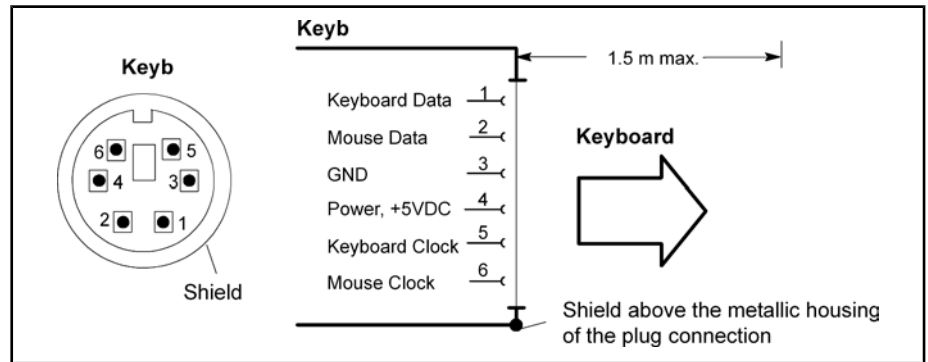 Keyb
6
5
4
3
2
1
Shield
Keyb
1.5 m max.
Keyboard Data 1
Mouse Data 2
GND 3
Power, +5VDC 4
Keyboard Clock 5
Mouse Clock 6
Keyboard
Shield above the metallic housing
of the plug connection